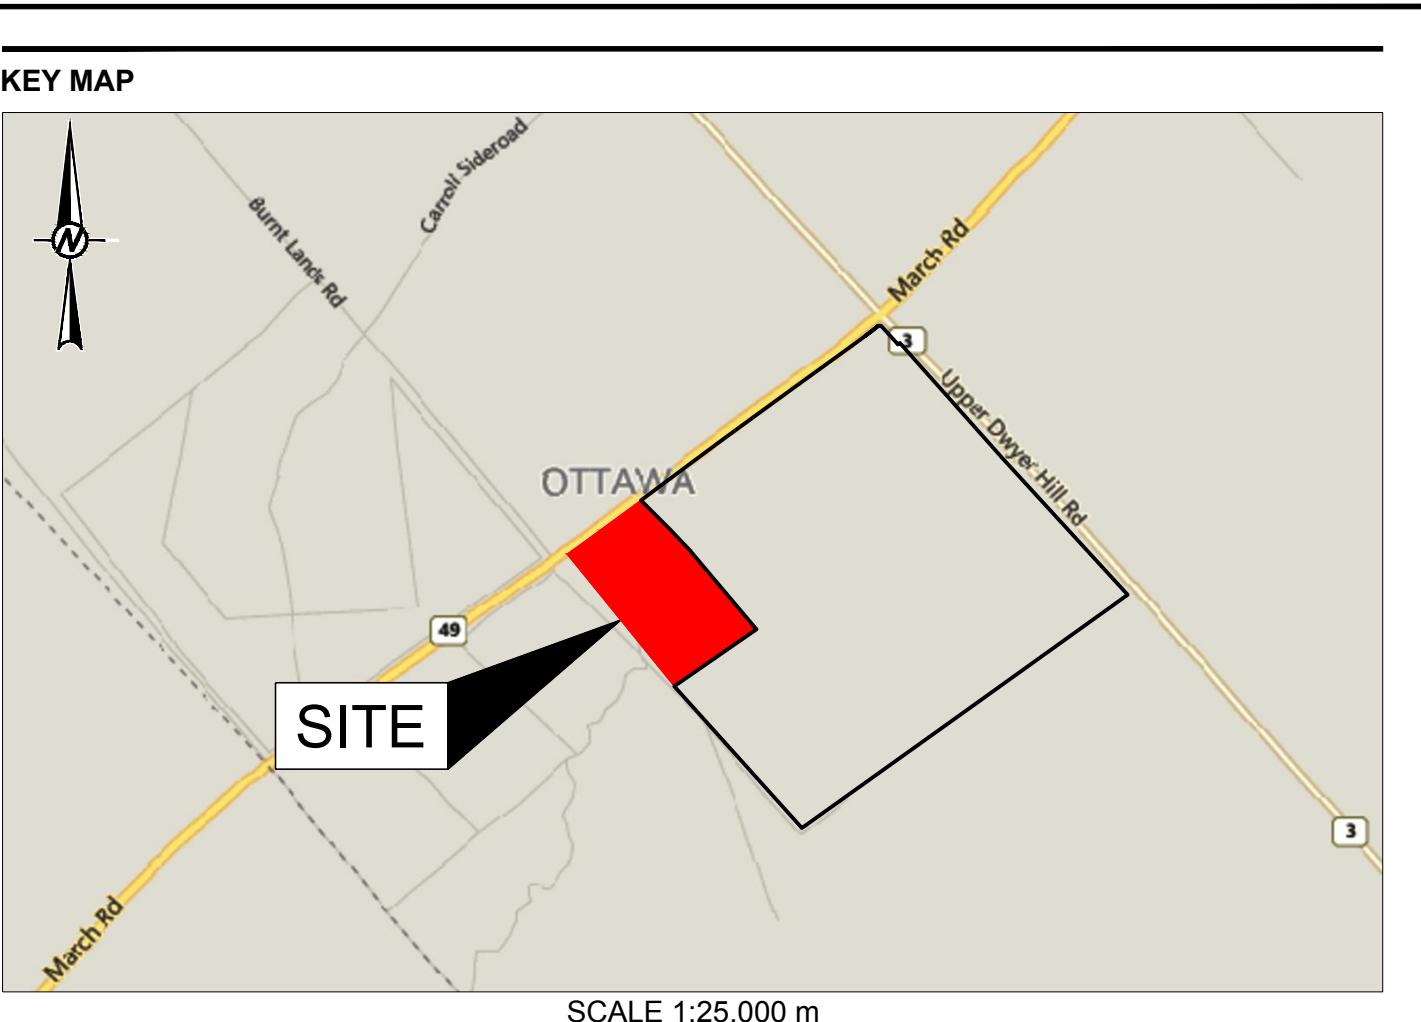 KEY MAP
Carroll Sideroad
Burnt Lands Rd
N
March Rd
3
Upper Dwyer Hill Rd
OTTAWA
49
SITE
3
March Rd
SCALE 1:25.000 m